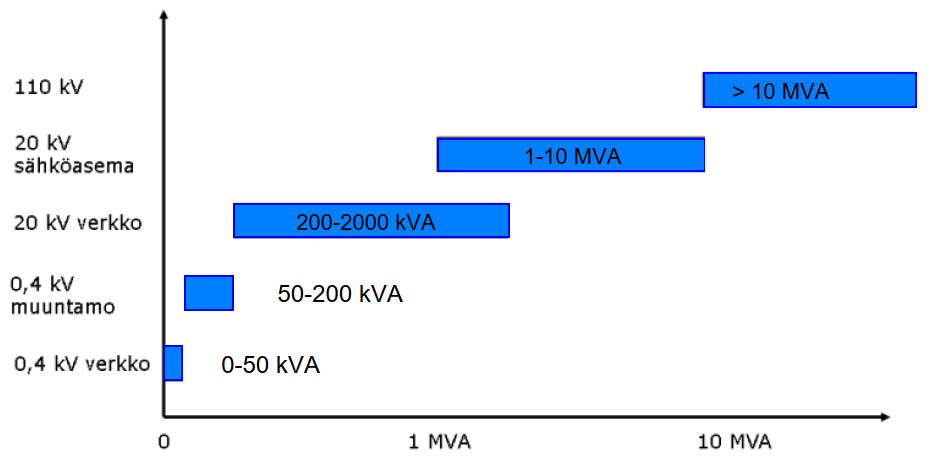 110 kV
> 10 MVA
20 kV
sähköasema
1-10 MVA
20 kV verkko
200-2000 kVA
0,4 kV
muuntamo
50-200 kVA
0,4 kV verkko
0-50 kVA
0
1 MVA
10 MVA